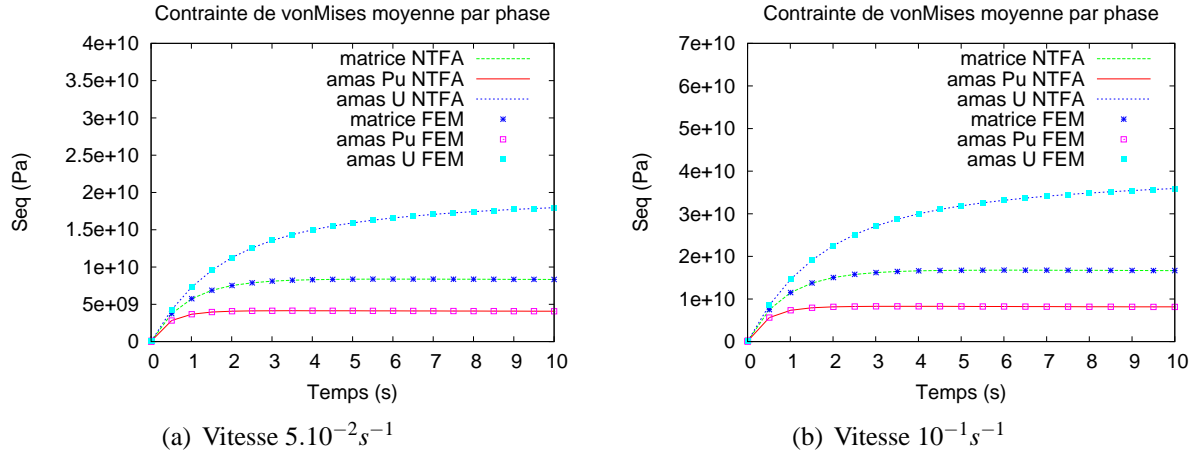 Contrainte de vonMises moyenne par phase
4e+10
3.5e+10
3e+10
2.5e+10
2e+10
1.5e+10
1e+10
5e+09
0
Seq (Pa)
matrice NTFA
amas Pu NTFA
amas U NTFA
matrice FEM
amas Pu FEM
amas U FEM
0 1 2 3 4 5 6 7 8 9 10
Temps (s)
(a) Vitesse 5.10⁻²s⁻¹
Contrainte de vonMises moyenne par phase
7e+10
6e+10
5e+10
4e+10
3e+10
2e+10
1e+10
0
Seq (Pa)
matrice NTFA
amas Pu NTFA
amas U NTFA
matrice FEM
amas Pu FEM
amas U FEM
0 1 2 3 4 5 6 7 8 9 10
Temps (s)
(b) Vitesse 10⁻¹s⁻¹